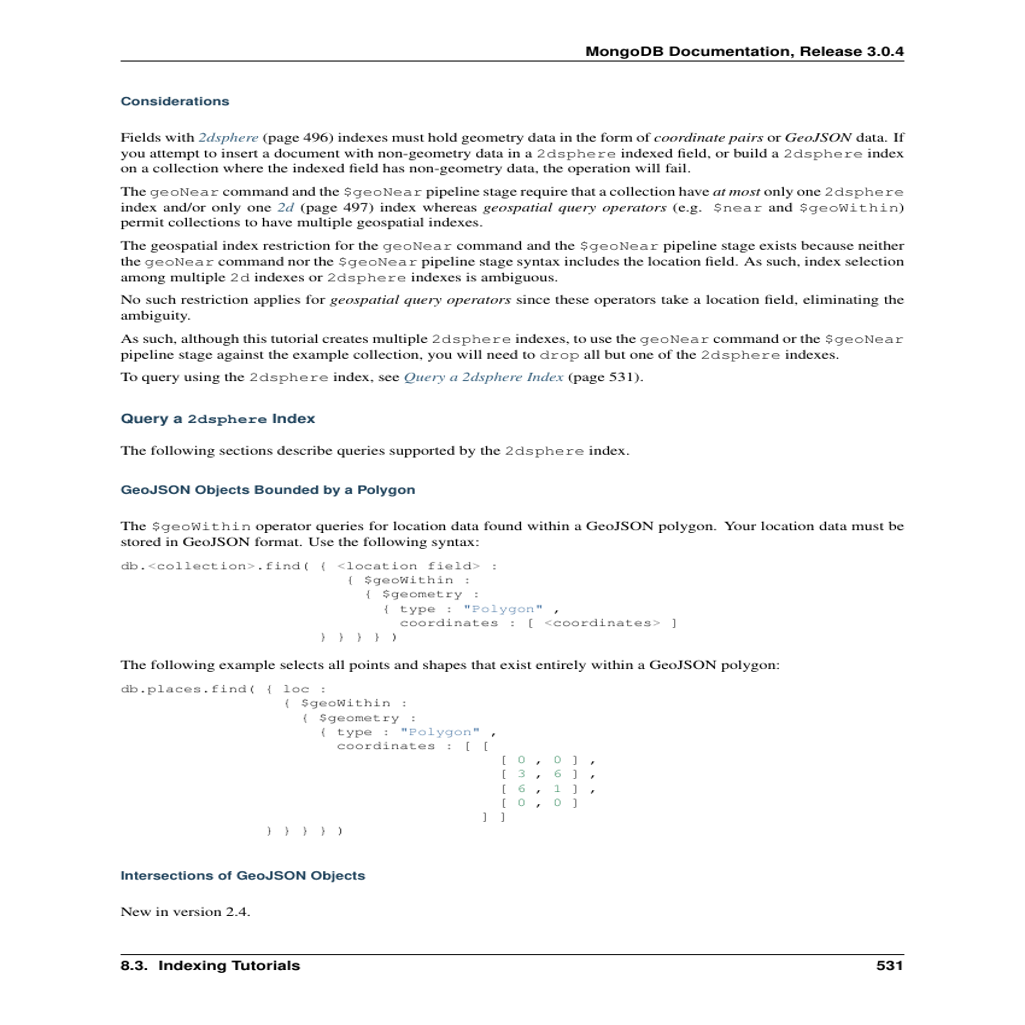 MongoDB Documentation, Release 3.0.4
Considerations
Fields with 2dsphere (page 496) indexes must hold geometry data in the form of coordinate pairs or GeoJSON data. If
you attempt to insert a document with non-geometry data in a 2dsphere indexed field, or build a 2dsphere index
on a collection where the indexed field has non-geometry data, the operation will fail.
The geoNear command and the $geoNear pipeline stage require that a collection have at most only one 2dsphere
index and/or only one 2d (page 497) index whereas geospatial query operators (e.g. $near and $geoWithin)
permit collections to have multiple geospatial indexes.
The geospatial index restriction for the geoNear command and the $geoNear pipeline stage exists because neither
the geoNear command nor the $geoNear pipeline stage syntax includes the location field. As such, index selection
among multiple 2d indexes or 2dsphere indexes is ambiguous.
No such restriction applies for geospatial query operators since these operators take a location field, eliminating the
ambiguity.
As such, although this tutorial creates multiple 2dsphere indexes, to use the geoNear command or the $geoNear
pipeline stage against the example collection, you will need to drop all but one of the 2dsphere indexes.
To query using the 2dsphere index, see Query a 2dsphere Index (page 531).
Query a 2dsphere Index
The following sections describe queries supported by the 2dsphere index.
GeoJSON Objects Bounded by a Polygon
The $geoWithin operator queries for location data found within a GeoJSON polygon. Your location data must be
stored in GeoJSON format. Use the following syntax:
db.<collection>.find( { <location field> :
{ $geoWithin :
{ $geometry :
{ type : "Polygon" ,
coordinates : [ <coordinates> ]
} } } } )
The following example selects all points and shapes that exist entirely within a GeoJSON polygon:
db.places.find( { loc :
{ $geoWithin :
{ $geometry :
{ type : "Polygon" ,
coordinates : [ [
[ 0 , 0 ] ,
[ 3 , 6 ] ,
[ 6 , 1 ] ,
[ 0 , 0 ]
] ]
} } } } )
Intersections of GeoJSON Objects
New in version 2.4.
8.3. Indexing Tutorials 531